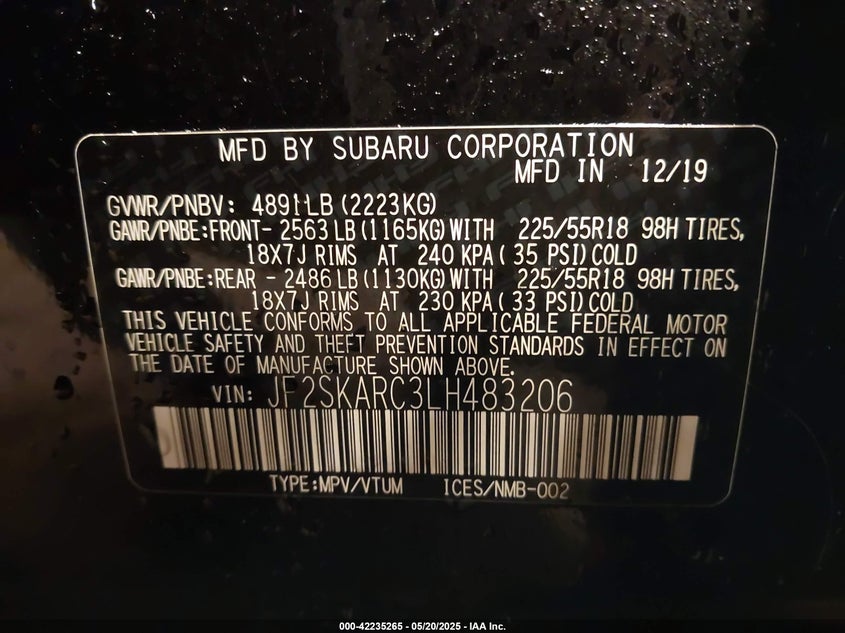 MFD BY SUBARU CORPORATION
MFD IN 12/19
GVWR/PNBV: 4891LB (2223KG)
GAWR/PNBE:FRONT- 2563 LB (1165KG) WITH 225/55R18 98H TIRES,
18X7J RIMS AT 240 KPA ( 35 PSI) COLD
GAWR/PNBE:REAR - 2486 LB (1130KG) WITH 225/55R18 98H TIRES,
18X7J RIMS AT 230 KPA ( 33 PSI) COLD
THIS VEHICLE CONFORMS TO ALL APPLICABLE FEDERAL MOTOR
VEHICLE SAFETY AND THEFT PREVENTION STANDARDS IN EFFECT ON
THE DATE OF MANUFACTURE SHOWN ABOVE.
VIN: JF2SKARC3LH483206
TYPE:MPV/VTUM ICES/NMB-002
000-42235265 - 05/20/2025 - IAA Inc.